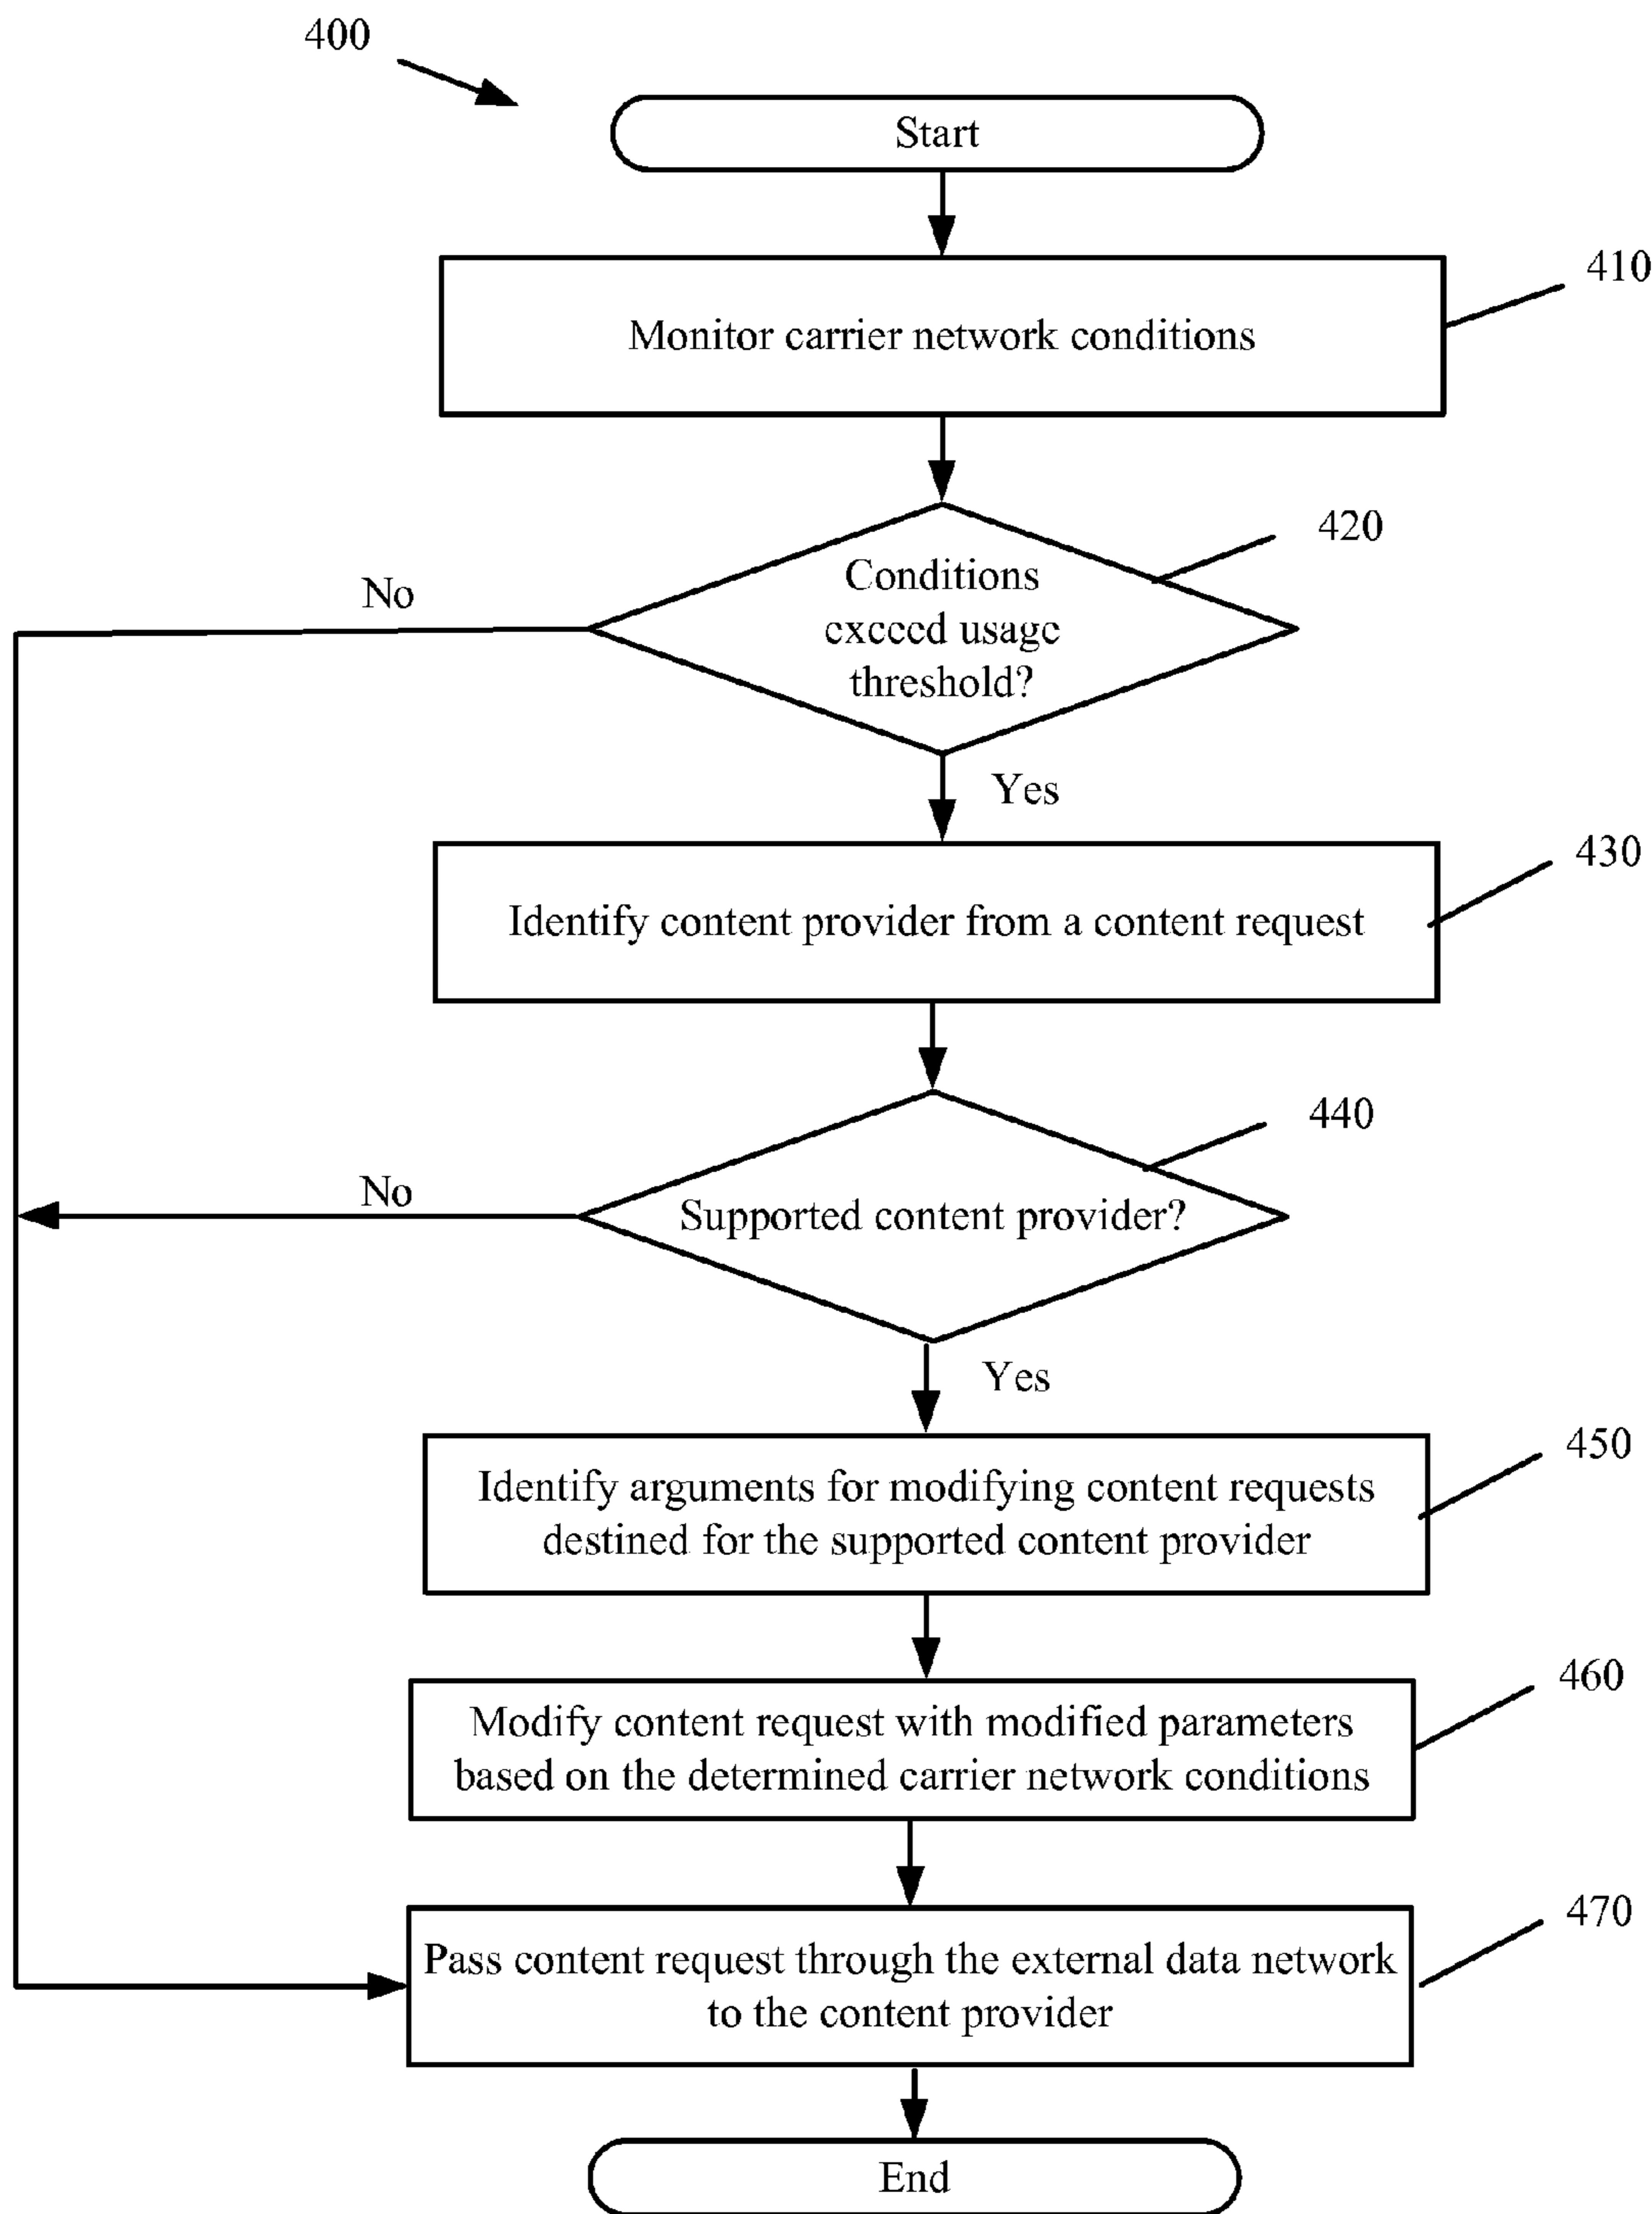 400
Start
410
Monitor carrier network conditions
420
Conditions
exceed usage
threshold?
No
Yes
430
Identify content provider from a content request
440
No
Supported content provider?
Yes
450
Identify arguments for modifying content requests
destined for the supported content provider
460
Modify content request with modified parameters
based on the determined carrier network conditions
470
Pass content request through the external data network
to the content provider
End